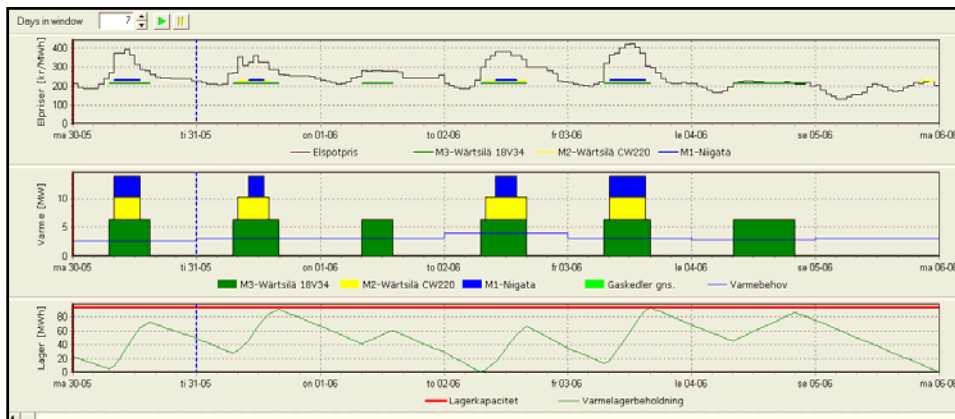 Days in window 7
Elpriser [kr/MWh]
400
300
200
100
0
ma 30-05 ti 31-05 on 01-06 to 02-06 fr 03-06 lø 04-06 sø 05-06 ma 06-06
Elspotpris M3-Wärtsilä 18V34 M2-Wärtsilä CW220 M1-Niigata
Varme [MW]
10
5
0
ma 30-05 ti 31-05 on 01-06 to 02-06 fr 03-06 lø 04-06 sø 05-06 ma 06-06
M3-Wärtsilä 18V34 M2-Wärtsilä CW220 M1-Niigata Gaskedler gns. Varmebehov
Lager [MWh]
80
60
40
20
0
ma 30-05 ti 31-05 on 01-06 to 02-06 fr 03-06 lø 04-06 sø 05-06 ma 06-06
Lagerkapacitet Varmelagerbeholdning